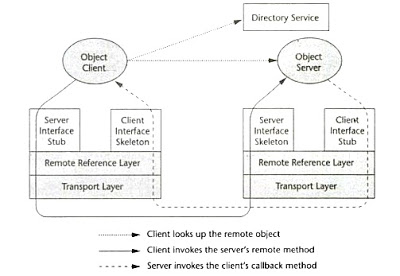 Directory Service
Object
Client
Object
Server
Server
Interface
Stub
Client
Interface
Skeleton
Server
Interface
Skeleton
Client
Interface
Stub
Remote Reference Layer
Remote Reference Layer
Transport Layer
Transport Layer
Client looks up the remote object
Client invokes the server's remote method
Server invokes the client's callback method